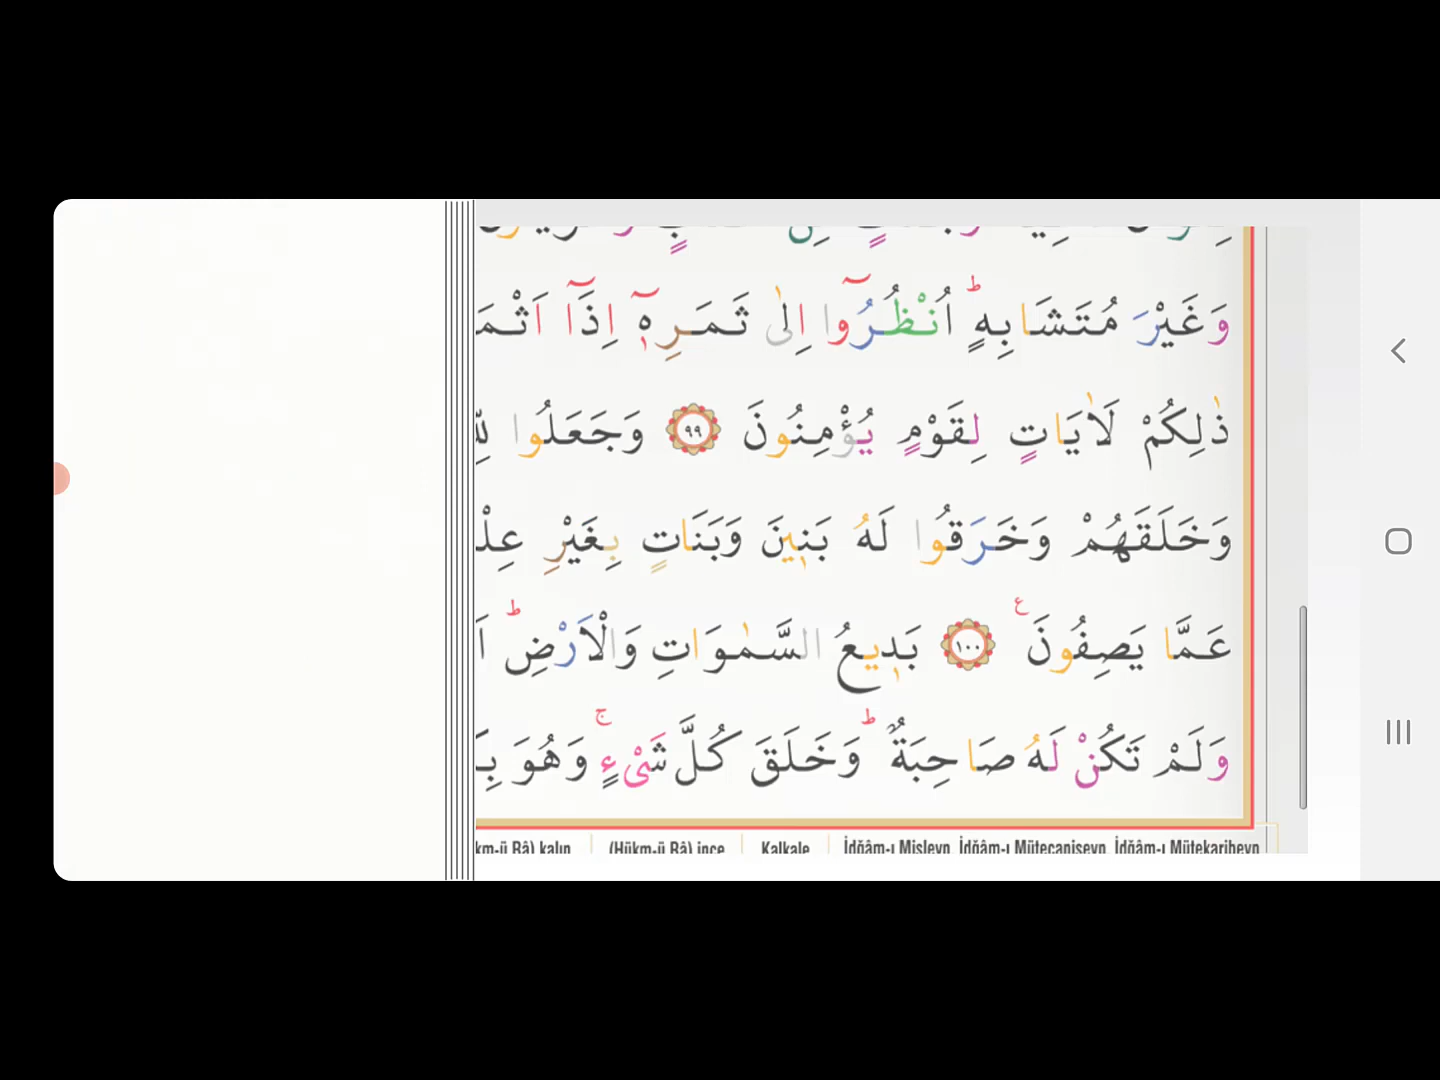 وَغَيْرَ مُتَشَابِهٍ ط اُنْظُرُٓوا اِلٰى ثَمَرِه۪ٓ اِذَٓا
ذٰلِكُمْ لَاٰيَاتٍ لِقَوْمٍ يُؤْمِنُونَ ٩٩ وَجَعَلُوا
وَخَلَقَهُمْ وَخَرَقُوا لَهُ بَن۪ينَ وَبَنَاتٍ بِغَيْرِ
عَمَّا يَصِفُونَ ع ١٠٠ بَد۪يعُ السَّمٰوَاتِ وَالْاَرْضِ ط
وَلَمْ تَكُنْ لَهُ صَاحِبَةٌ ط وَخَلَقَ كُلَّ شَيْءٍ ج وَهُوَ
İdğâm-ı Misleyn İdğâm-ı Mütecaniseyn İdğâm-ı Mütekaribeyn Kalkale (Hükm-ü Râ) ince kalın